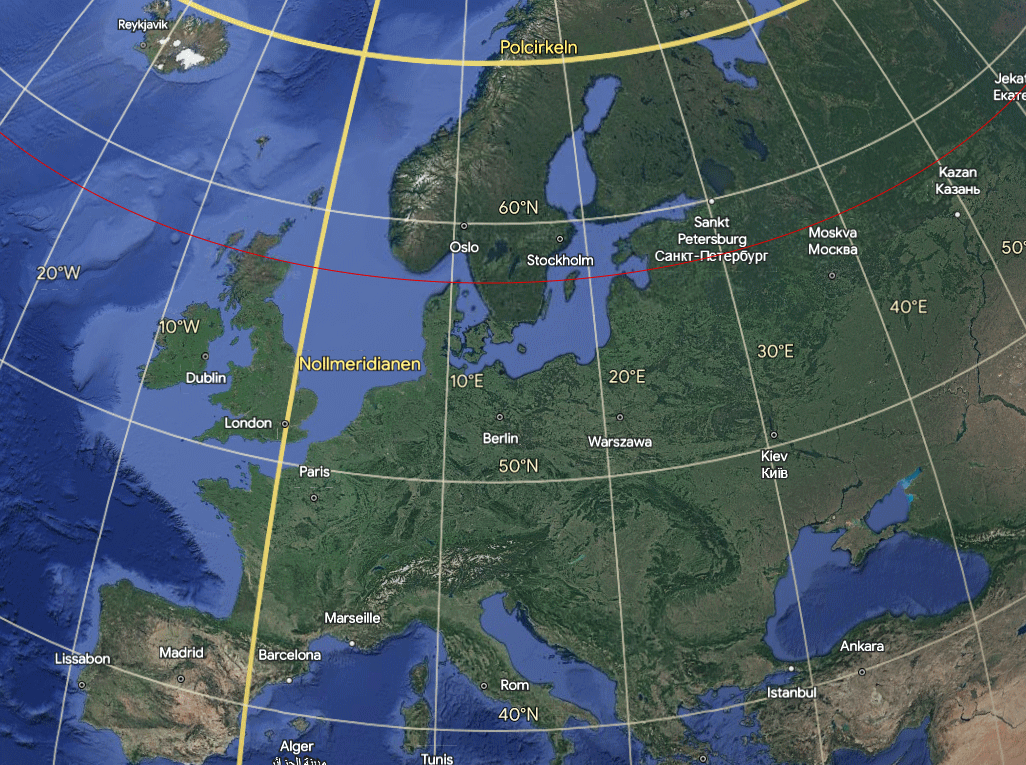 Reykjavik
Polcirkeln
Jekat
Екате
Kazan
Казань
60°N
Sankt
Petersburg
Санкт-Петербург
Moskva
Москва
Oslo
Stockholm
50°
20°W
10°W
40°E
30°E
Nollmeridianen
Dublin
10°E
20°E
London
Berlin
Warszawa
Kiev
Київ
Paris
50°N
Marseille
Lissabon
Madrid
Barcelona
Ankara
Rom
Istanbul
40°N
Alger
Tunis